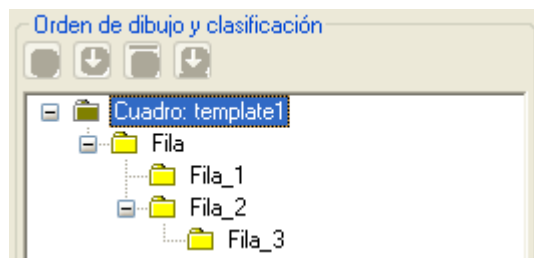 Orden de dibujo y clasificación
Cuadro: template1
Fila
Fila_1
Fila_2
Fila_3